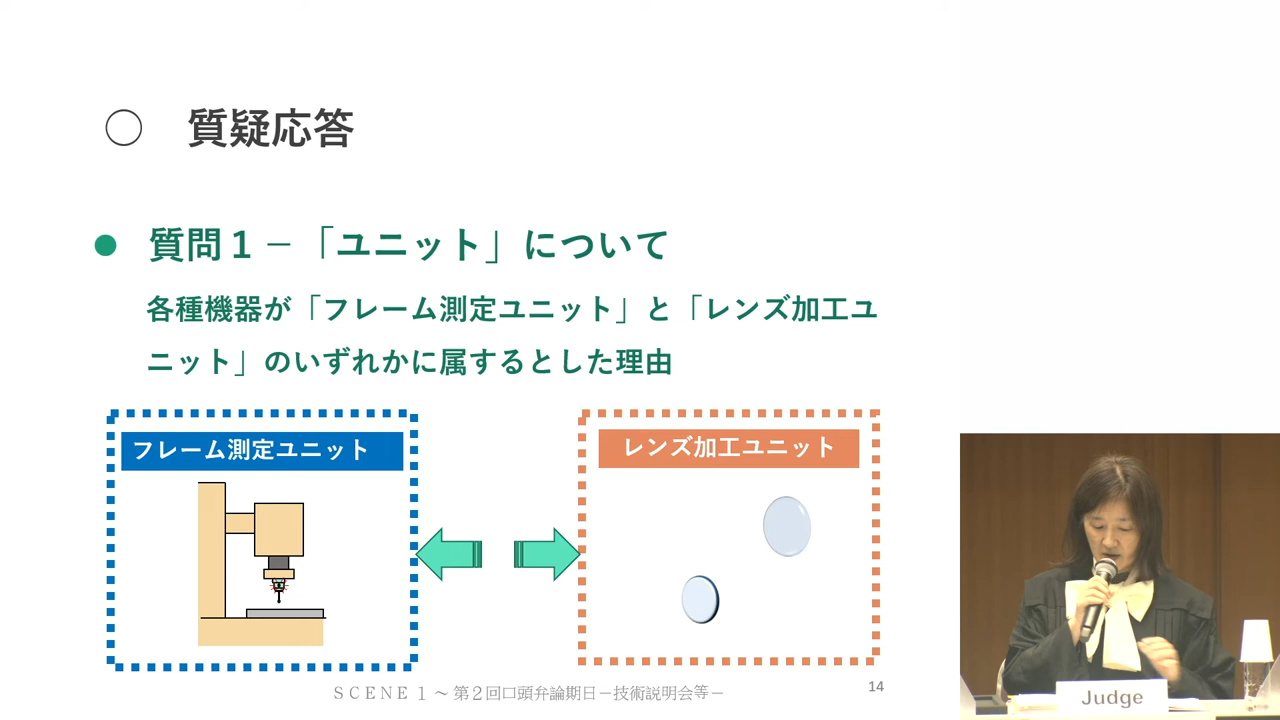 ○ 質疑応答
● 質問１－「ユニット」について
各種機器が「フレーム測定ユニット」と「レンズ加工ユ
ニット」のいずれかに属するとした理由
フレーム測定ユニット
レンズ加工ユニット
ＳＣＥＮＥ１～第２回口頭弁論期日－技術説明会等－
14
Judge